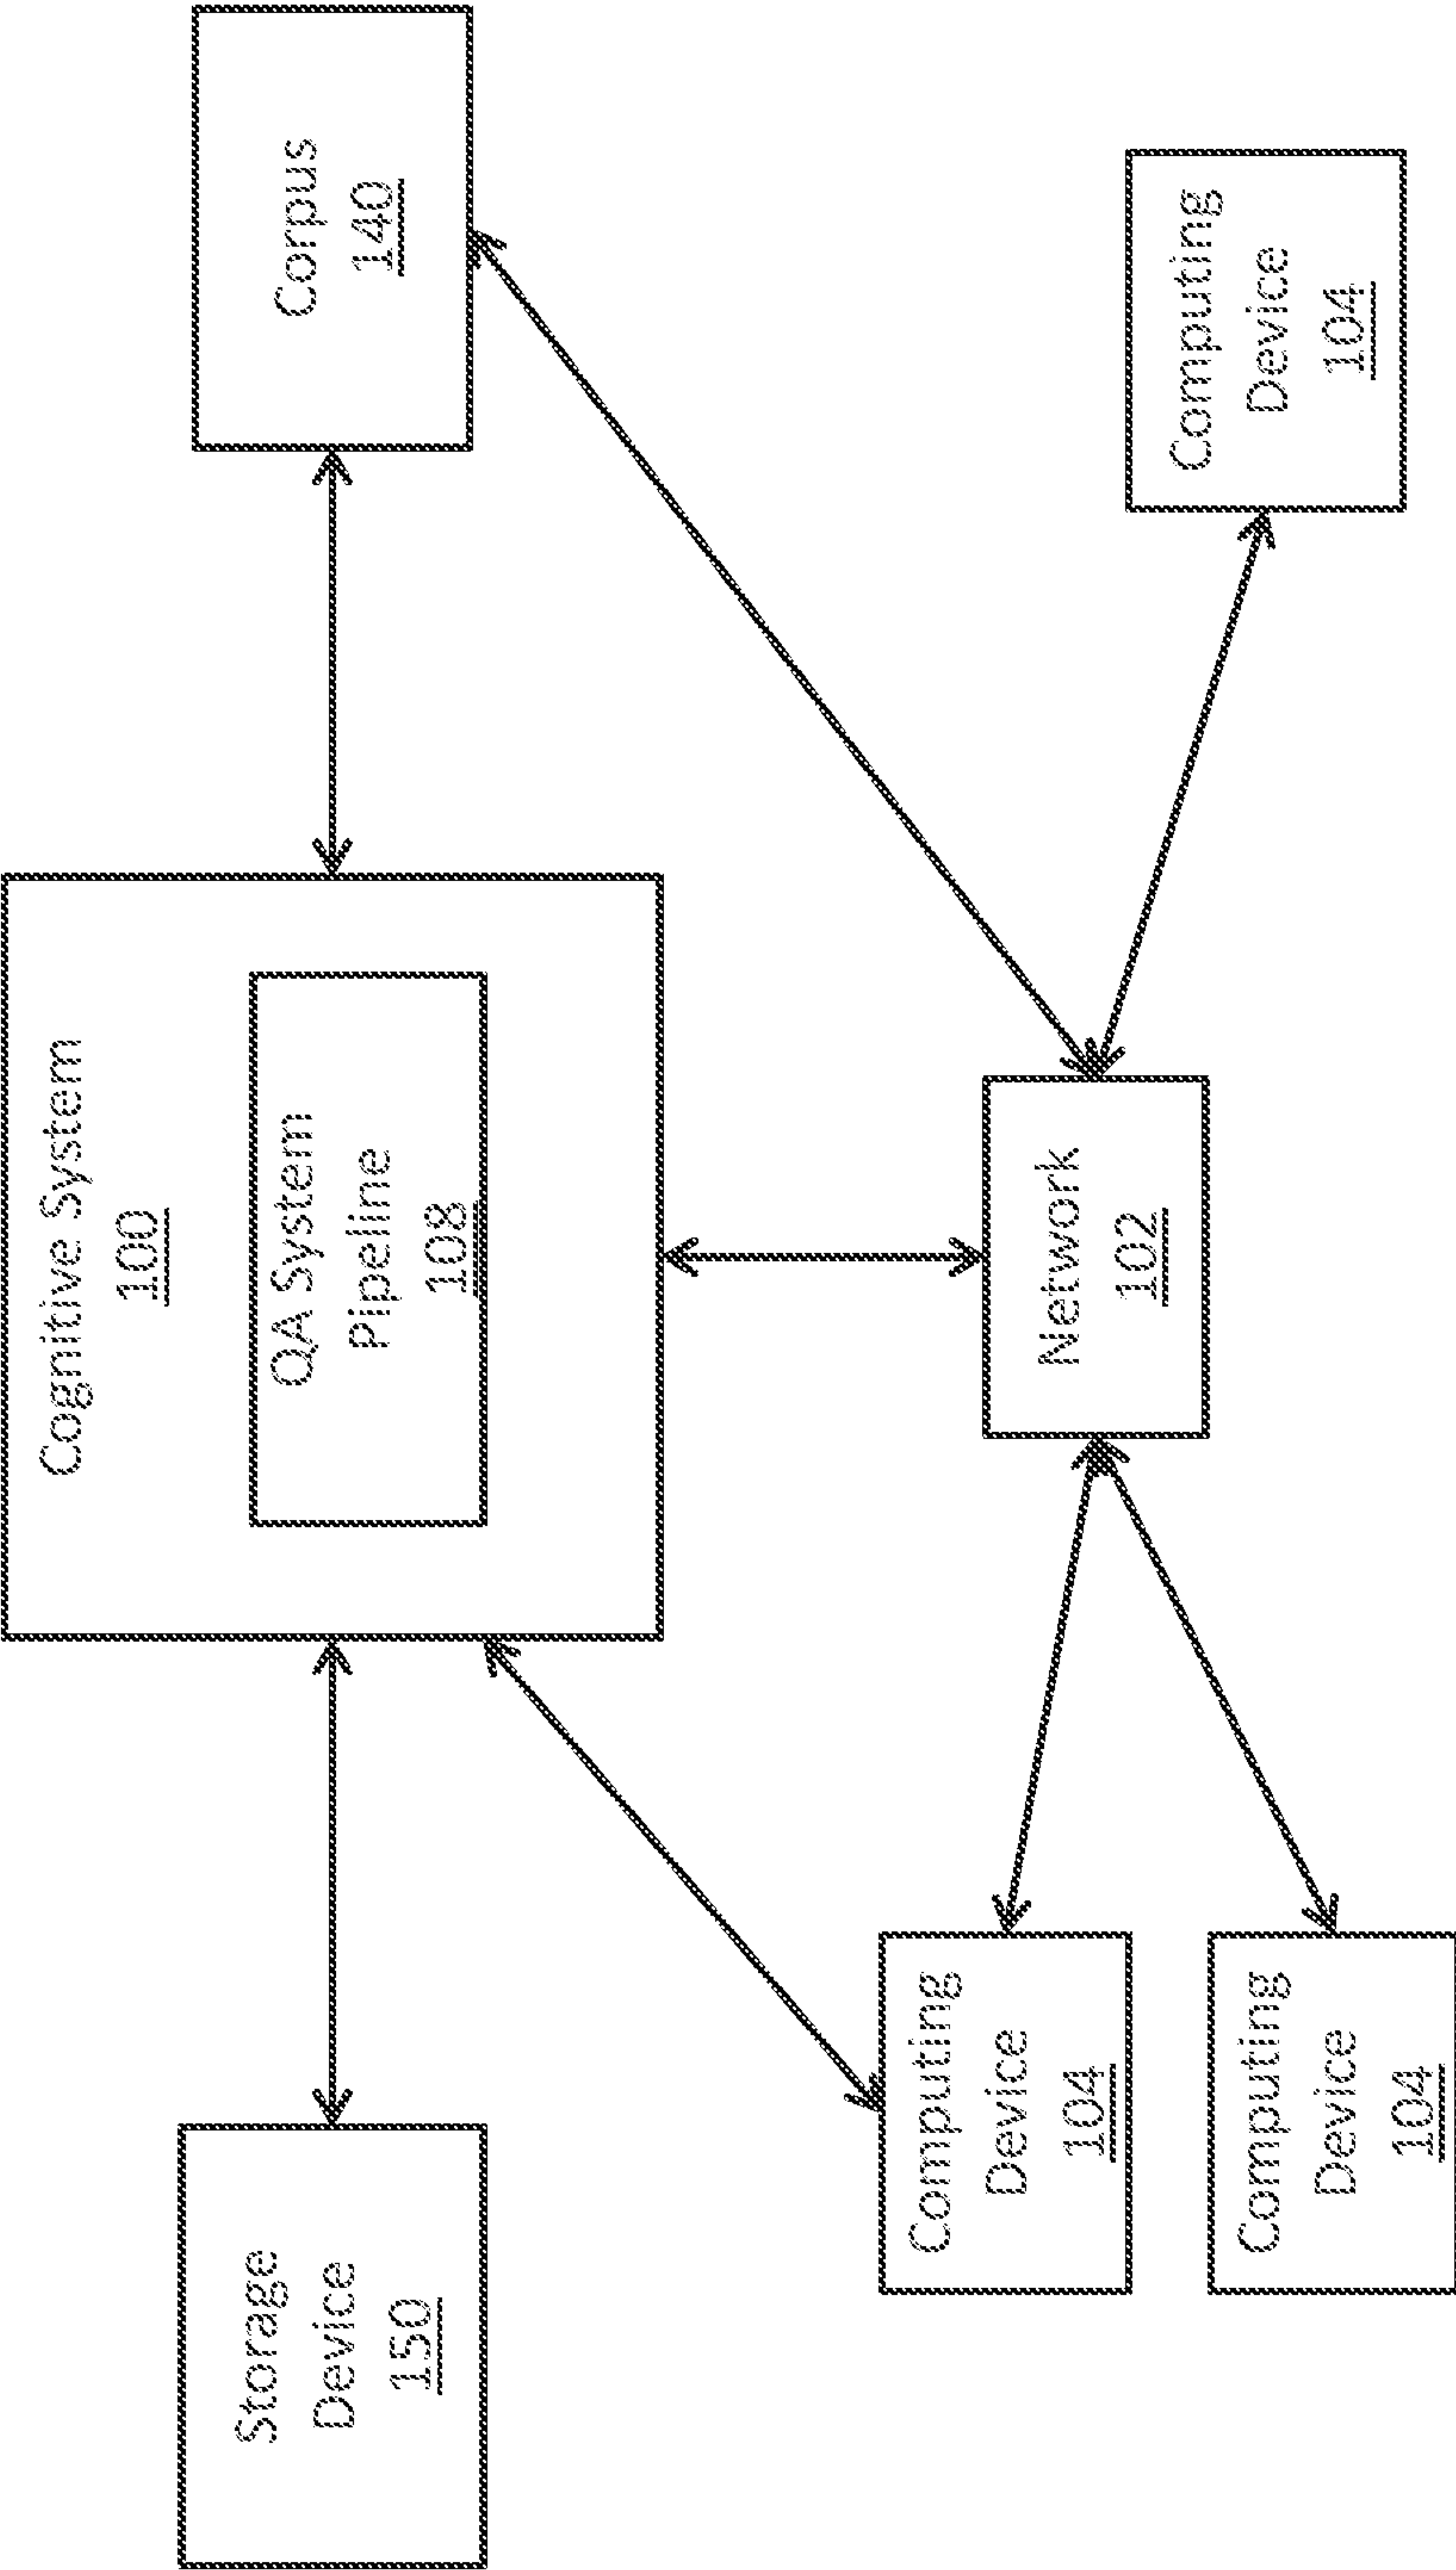 Cognitive System
100
QA System
Pipeline
108
Storage
Device
150
Corpus
140
Network
102
Computing
Device
104
Computing
Device
104
Computing
Device
104